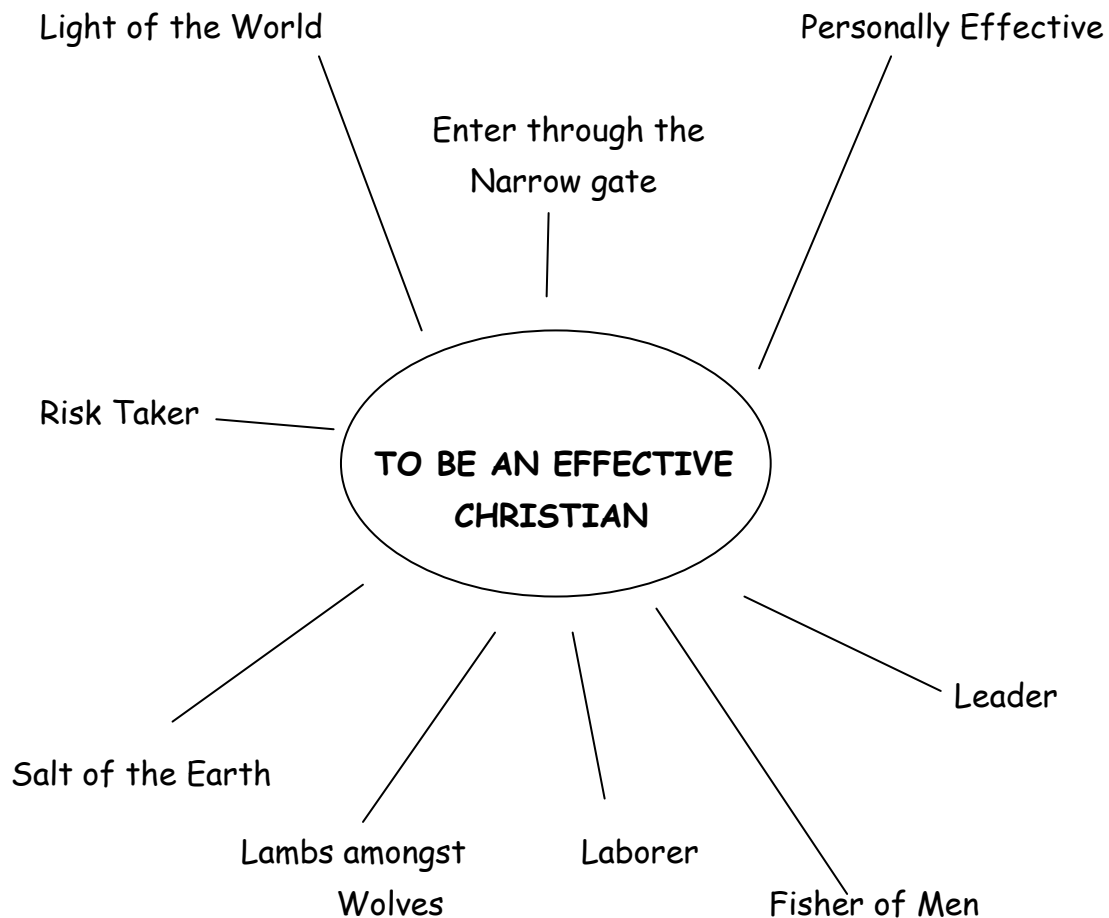 Light of the World
Personally Effective
Enter through the
Narrow gate
Risk Taker
TO BE AN EFFECTIVE
CHRISTIAN
Leader
Salt of the Earth
Lambs amongst
Wolves
Laborer
Fisher of Men